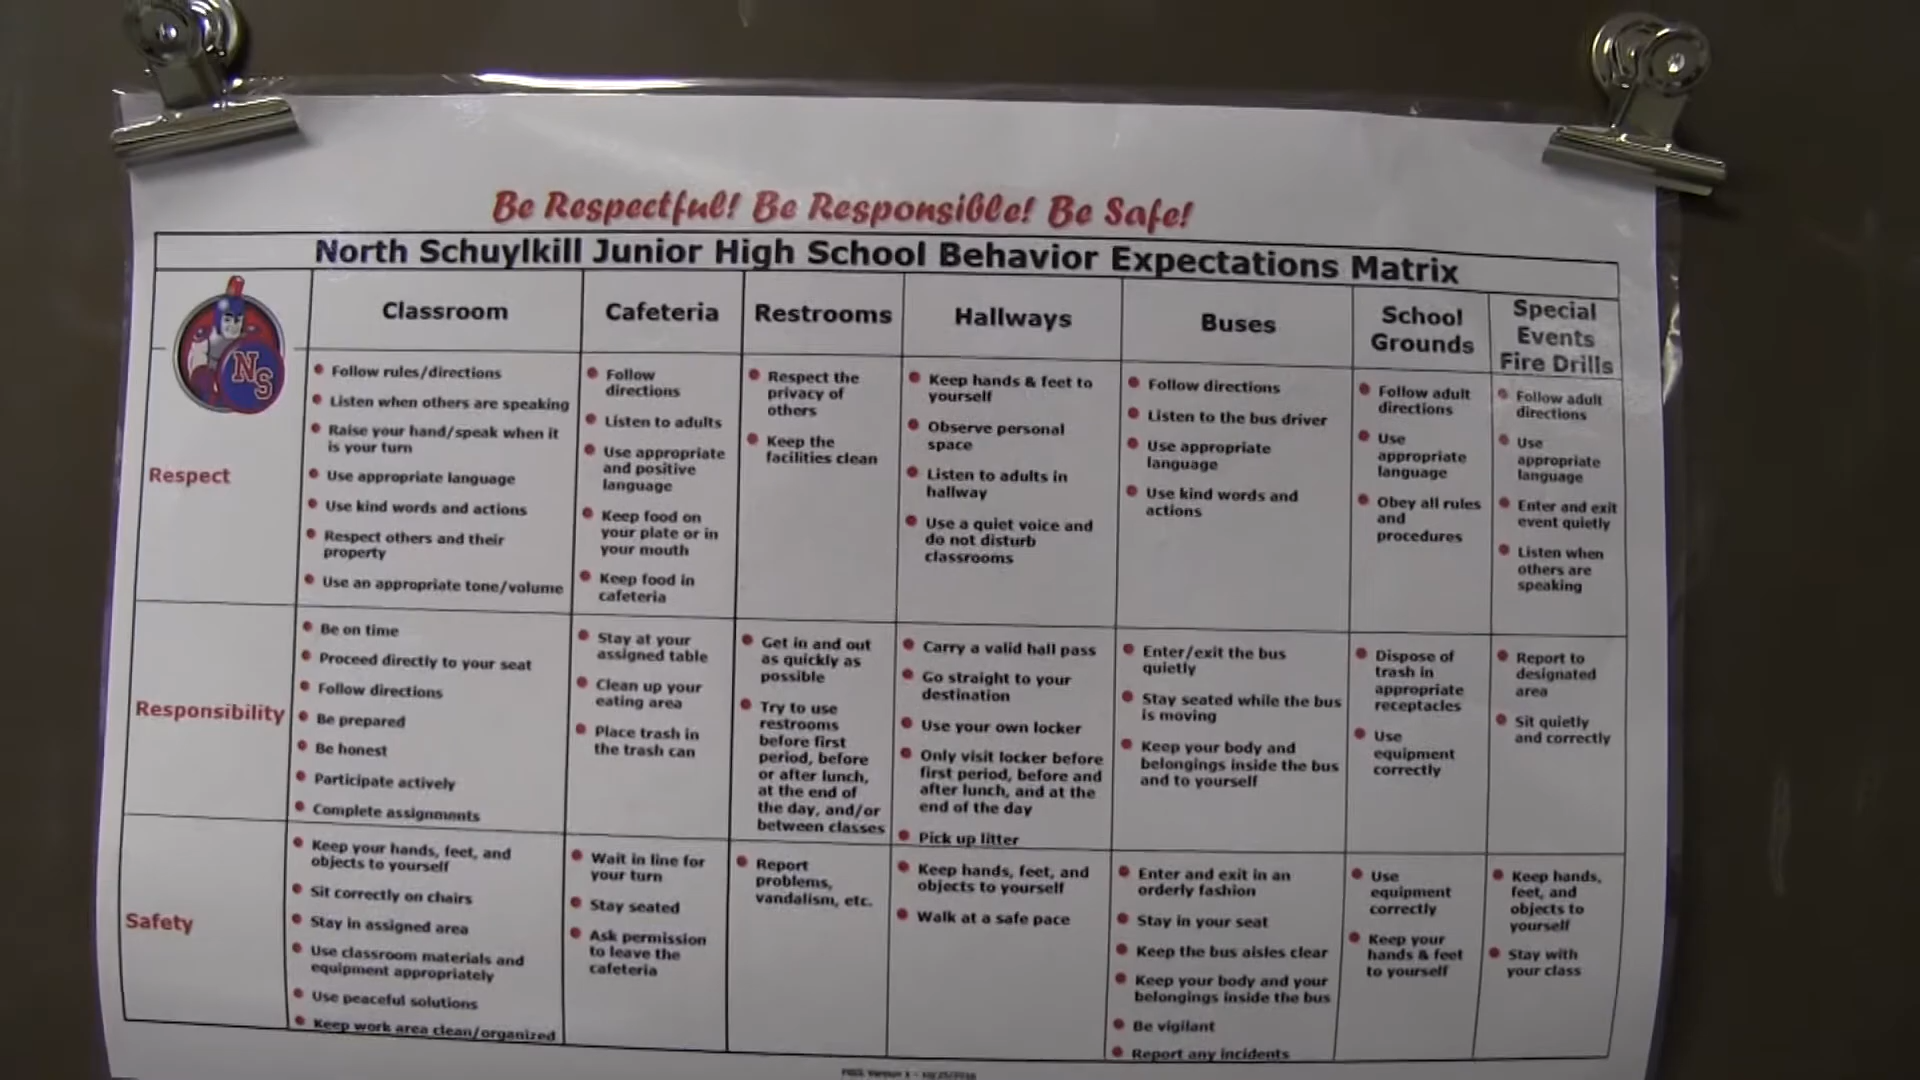 Be Respectful! Be Responsible! Be Safe!
North Schuylkill Junior High School Behavior Expectations Matrix
NS
Classroom
Cafeteria
Restrooms
Hallways
Buses
School
Grounds
Special
Events
Fire Drills
Respect
Follow rules/directions
Listen when others are speaking
Raise your hand/speak when it
is your turn
Use appropriate language
Use kind words and actions
Respect others and their
property
Use an appropriate tone/volume
Follow
directions
Listen to adults
Use appropriate
and positive
language
Keep food on
your plate or in
your mouth
Keep food in
cafeteria
Respect the
privacy of
others
Keep the
facilities clean
Keep hands & feet to
yourself
Observe personal
space
Listen to adults in
hallway
Use a quiet voice and
do not disturb
classrooms
Follow directions
Listen to the bus driver
Use appropriate
language
Use kind words and
actions
Follow adult
directions
Use
appropriate
language
Obey all rules
and
procedures
Follow adult
directions
Use
appropriate
language
Enter and exit
event quietly
Listen when
others are
speaking
Responsibility
Be on time
Proceed directly to your seat
Follow directions
Be prepared
Be honest
Participate actively
Complete assignments
Stay at your
assigned table
Clean up your
eating area
Place trash in
the trash can
Get in and out
as quickly as
possible
Try to use
restrooms
before first
period, before
or after lunch,
at the end of
the day, and/or
between classes
Carry a valid hall pass
Go straight to your
destination
Use your own locker
Only visit locker before
first period, before and
after lunch, and at the
end of the day
Pick up litter
Enter/exit the bus
quietly
Stay seated while the bus
is moving
Keep your body and
belongings inside the bus
and to yourself
Dispose of
trash in
appropriate
receptacles
Use
equipment
correctly
Report to
designated
area
Sit quietly
and correctly
Safety
Keep your hands, feet, and
objects to yourself
Sit correctly on chairs
Stay in assigned area
Use classroom materials and
equipment appropriately
Use peaceful solutions
Keep work area clean/organized
Wait in line for
your turn
Stay seated
Ask permission
to leave the
cafeteria
Report
problems,
vandalism, etc.
Keep hands, feet, and
objects to yourself
Walk at a safe pace
Enter and exit in an
orderly fashion
Stay in your seat
Keep the bus aisles clear
Keep your body and your
belongings inside the bus
Be vigilant
Report any incidents
Use
equipment
correctly
Keep your
hands & feet
to yourself
Keep hands,
feet, and
objects to
yourself
Stay with
your class